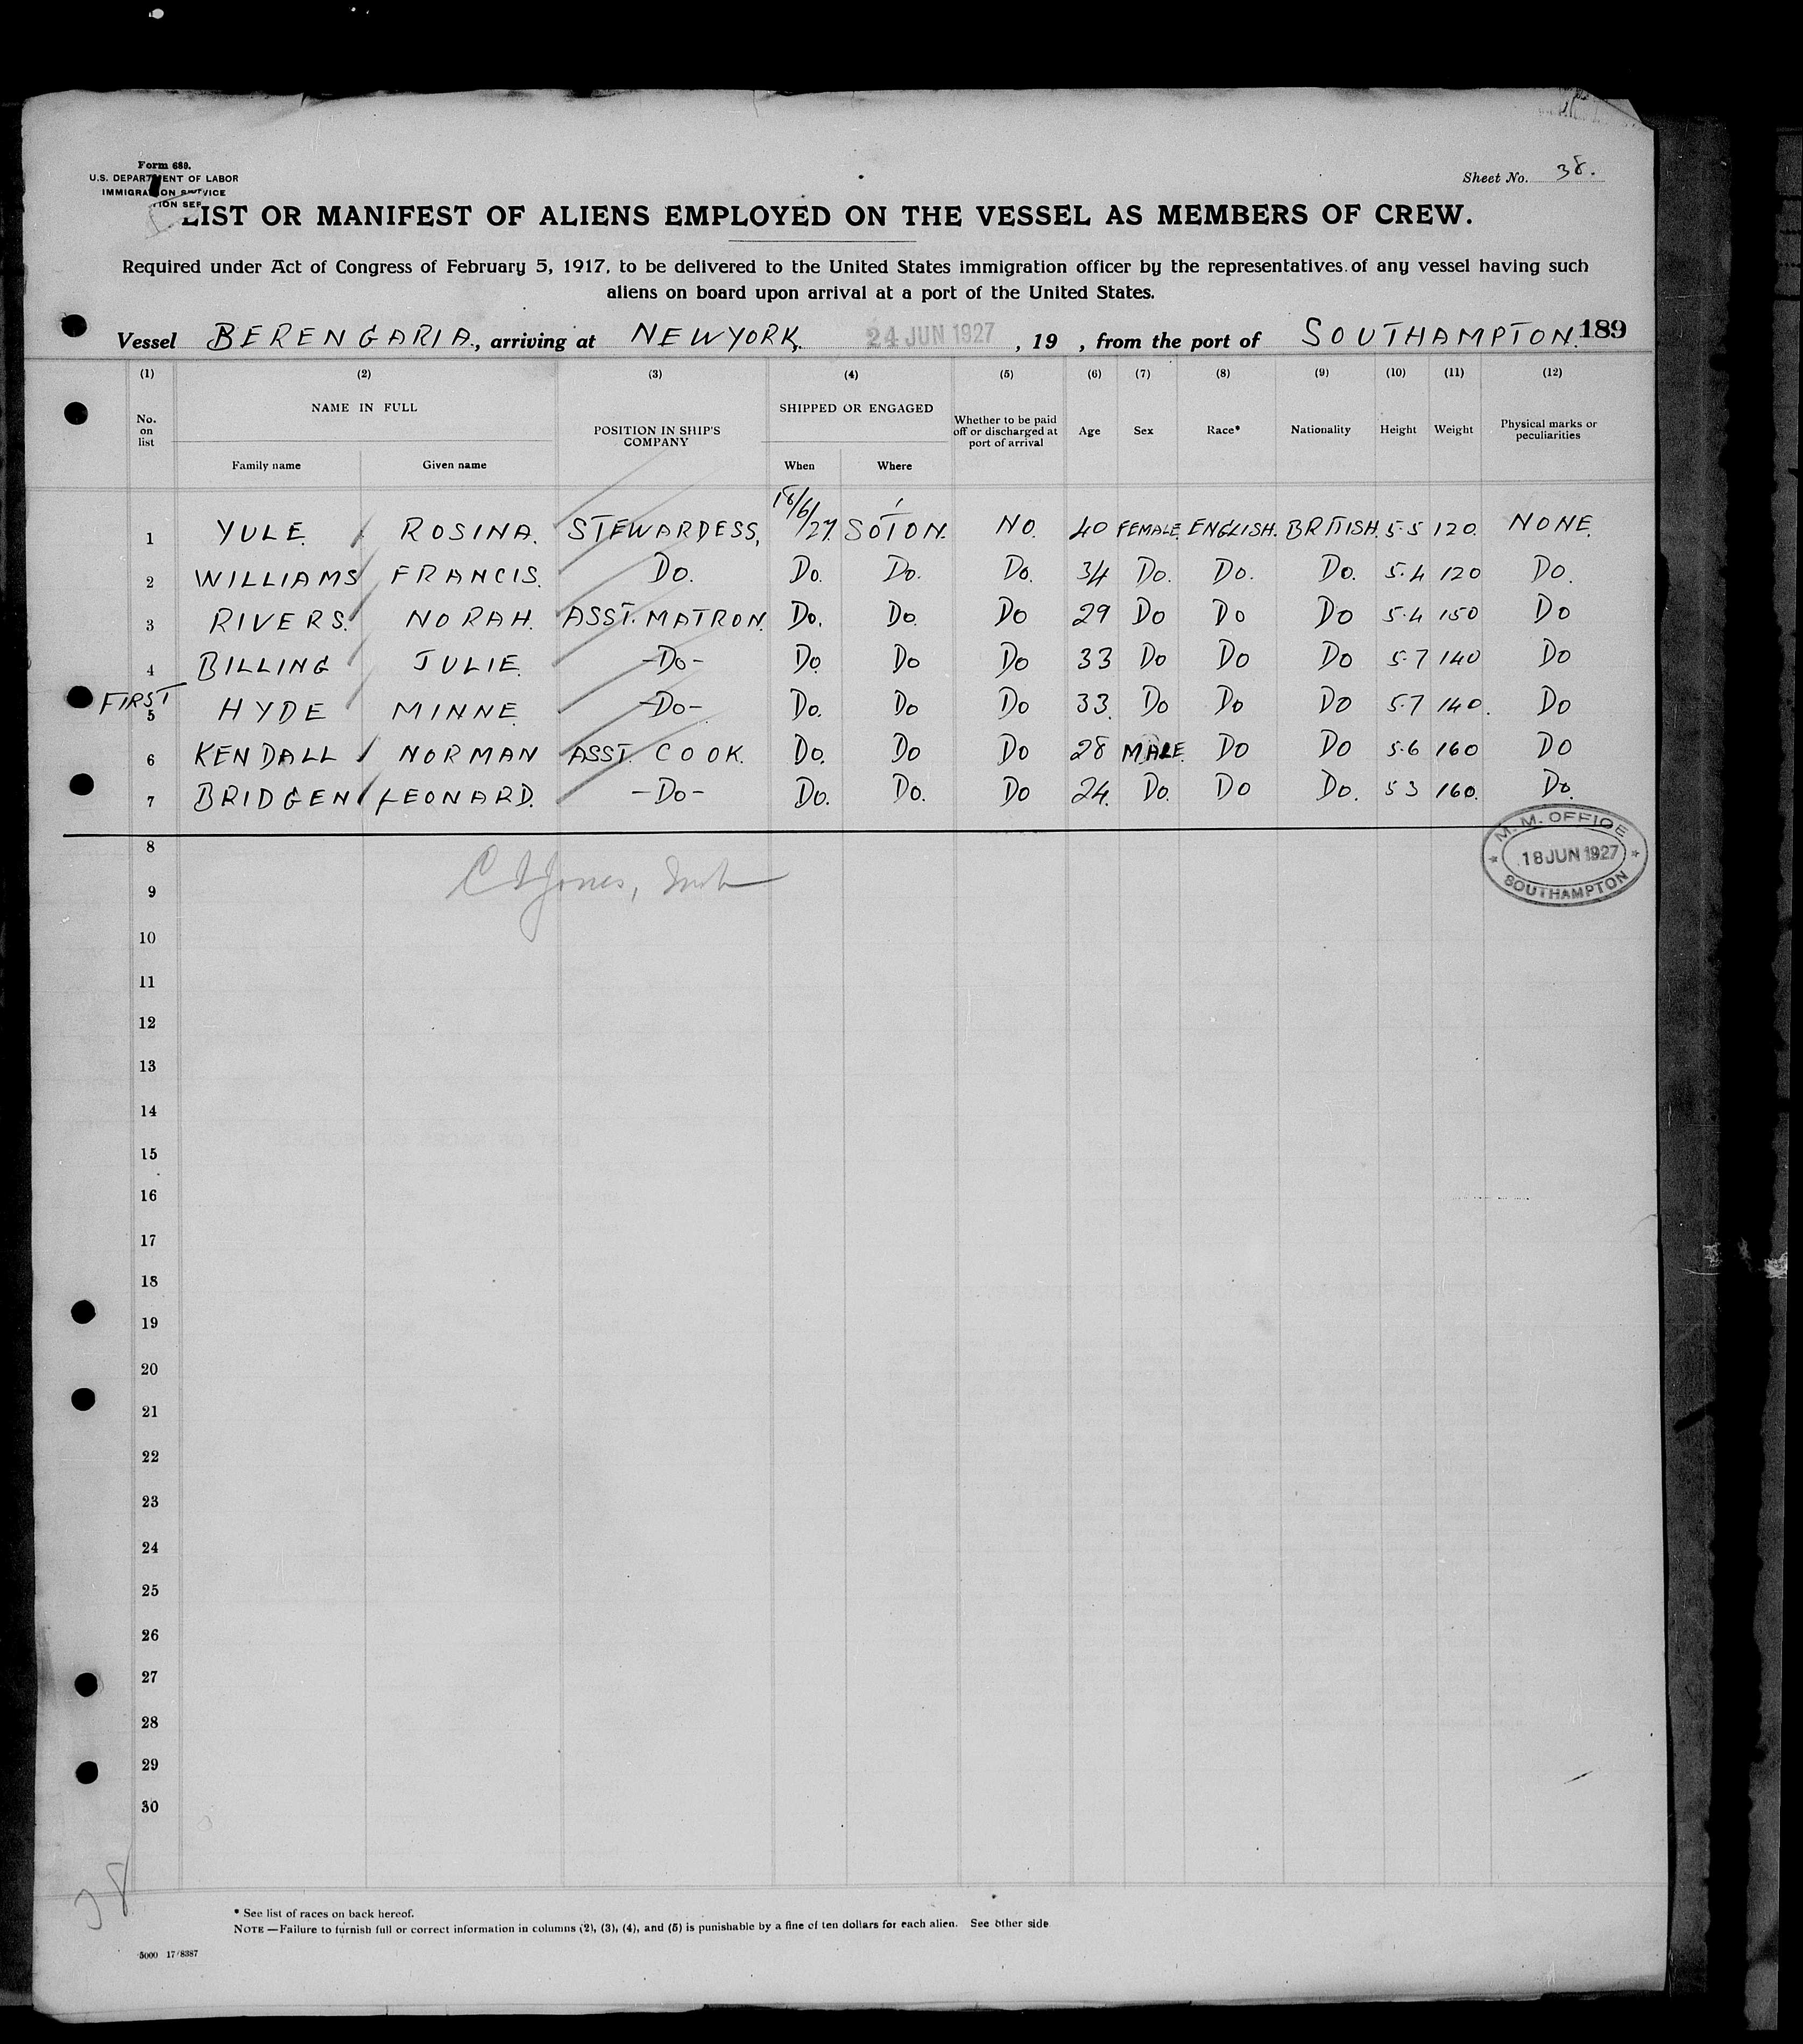 Form 689.
U.S. DEPARTMENT OF LABOR
IMMIGRATION SERVICE
Sheet No. 38.
LIST OR MANIFEST OF ALIENS EMPLOYED ON THE VESSEL AS MEMBERS OF CREW.
Required under Act of Congress of February 5, 1917, to be delivered to the United States immigration officer by the representatives of any vessel having such
aliens on board upon arrival at a port of the United States.
Vessel BERENGARIA., arriving at NEW YORK, 24 JUN 1927, 19 , from the port of SOUTHAMPTON. 189
(1) (2) (3) (4) (5) (6) (7) (8) (9) (10) (11) (12)
No. on list NAME IN FULL Family name Given name POSITION IN SHIP'S COMPANY SHIPPED OR ENGAGED When Where Whether to be paid off or discharged at port of arrival Age Sex Race* Nationality Height Weight Physical marks or peculiarities
1 YULE. ROSINA. STEWARDESS, 18/6/27. SOTON. NO. 40 FEMALE. ENGLISH. BRITISH. 5·5 120. NONE.
2 WILLIAMS FRANCIS. Do. Do. Do. Do. 34 Do. Do. Do. 5·4 120 Do.
3 RIVERS. NORAH. ASST. MATRON. Do. Do. Do 29 Do Do Do 5·4 150 Do
4 BILLING JULIE. -Do- Do. Do Do 33 Do Do Do 5·7 140 Do
FIRST
5 HYDE MINNE. -Do- Do. Do Do 33. Do Do Do 5·7 140. Do
6 KENDALL NORMAN ASST. COOK. Do. Do Do 28 MALE. Do Do 5·6 160 Do
7 BRIDGEN LEONARD. -Do- Do. Do. Do 24. Do. Do Do. 5 3 160. Do.
M. M. OFFICE
18 JUN 1927
SOUTHAMPTON
8
Jones,
9
10
11
12
13
14
15
16
17
18
19
20
21
22
23
24
25
26
27
28
29
30
38
* See list of races on back hereof.
NOTE.—Failure to furnish full or correct information in columns (2), (3), (4), and (5) is punishable by a fine of ten dollars for each alien. See other side
5000 17/8387